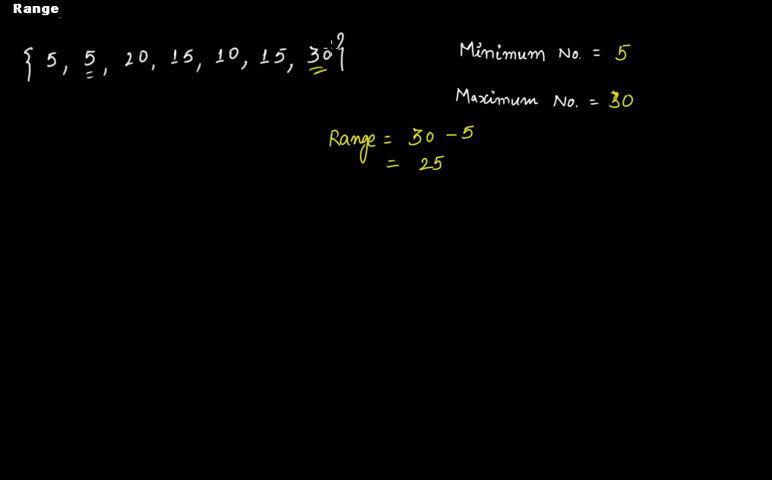 Range
{ 5, 5, 20, 15, 10, 15, 30 }
Minimum No. = 5
Maximum No. = 30
Range = 30 - 5
= 25